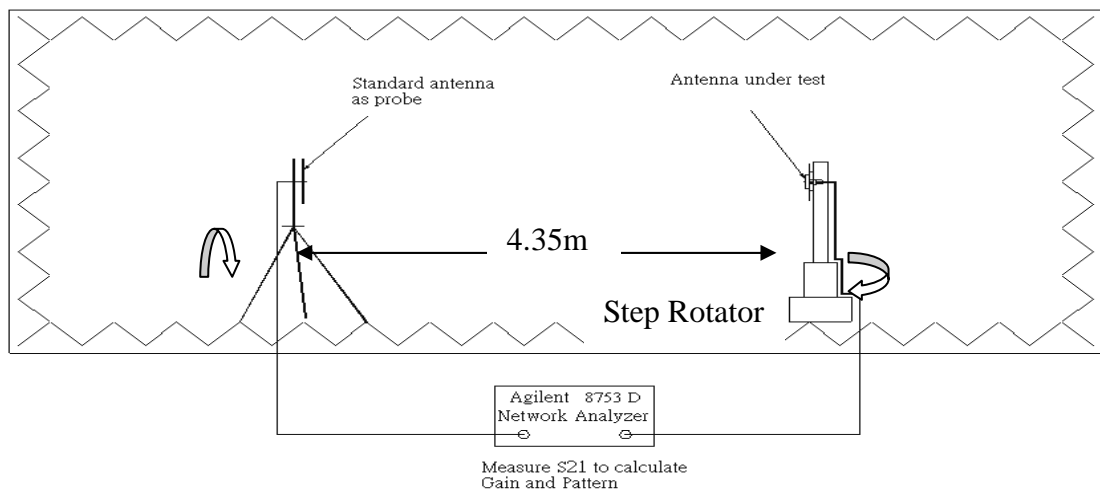 Standard antenna
as probe
Antenna under test
4.35m
Step Rotator
Agilent 8753 D
Network Analyzer
Measure S21 to calculate
Gain and Pattern